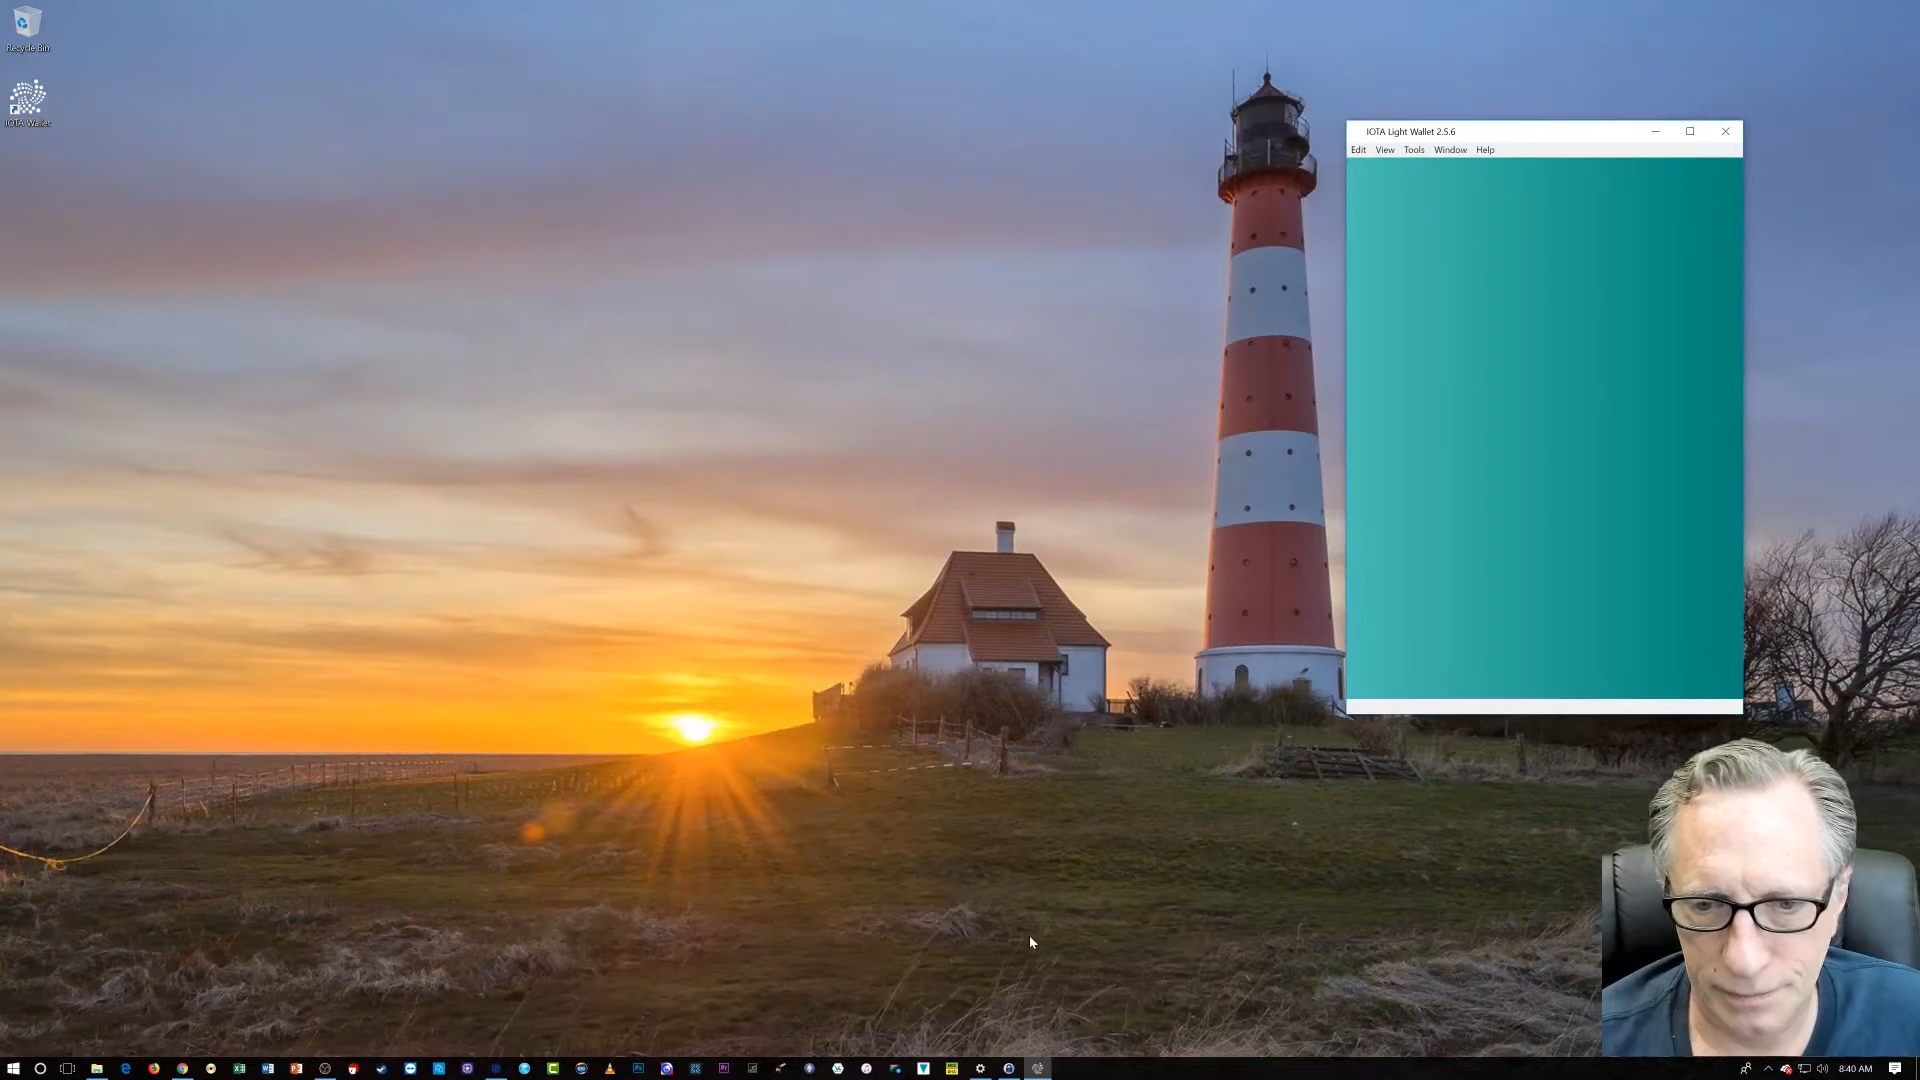 Recycle Bin
IOTA Wallet
IOTA Light Wallet 2.5.6
Edit View Tools Window Help
8:40 AM